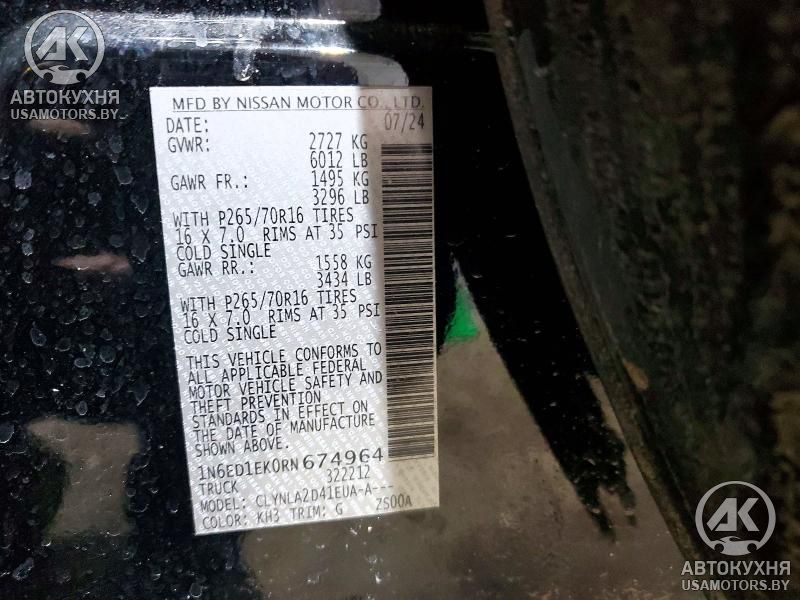 AK
АВТОКУХНЯ
USAMOTORS.BY
MFD BY NISSAN MOTOR CO., LTD.
DATE: 07/24
GVWR: 2727 KG
6012 LB
GAWR FR.: 1495 KG
3296 LB
WITH P265/70R16 TIRES
16 X 7.0 RIMS AT 35 PSI
COLD SINGLE
GAWR RR.: 1558 KG
3434 LB
WITH P265/70R16 TIRES
16 X 7.0 RIMS AT 35 PSI
COLD SINGLE
THIS VEHICLE CONFORMS TO
ALL APPLICABLE FEDERAL
MOTOR VEHICLE SAFETY AND
THEFT PREVENTION
STANDARDS IN EFFECT ON
THE DATE OF MANUFACTURE
SHOWN ABOVE.
1N6ED1EK0RN674964
TRUCK 322212
MODEL: CLYNLA2D41EUA-A---
COLOR: KH3 TRIM: G ZS00A
AK
АВТОКУХНЯ
USAMOTORS.BY